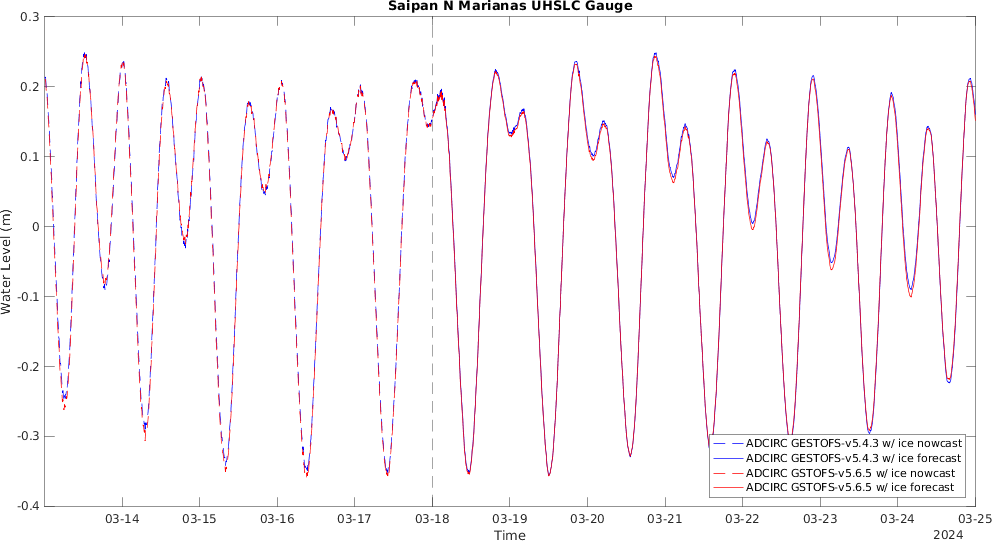 Saipan N Marianas UHSLC Gauge
0.3
0.2
0.1
0
-0.1
-0.2
-0.3
-0.4
Water Level (m)
ADCIRC GESTOFS-v5.4.3 w/ ice nowcast
ADCIRC GESTOFS-v5.4.3 w/ ice forecast
ADCIRC GSTOFS-v5.6.5 w/ ice nowcast
ADCIRC GSTOFS-v5.6.5 w/ ice forecast
03-14 03-15 03-16 03-17 03-18 03-19 03-20 03-21 03-22 03-23 03-24 03-25
Time
2024